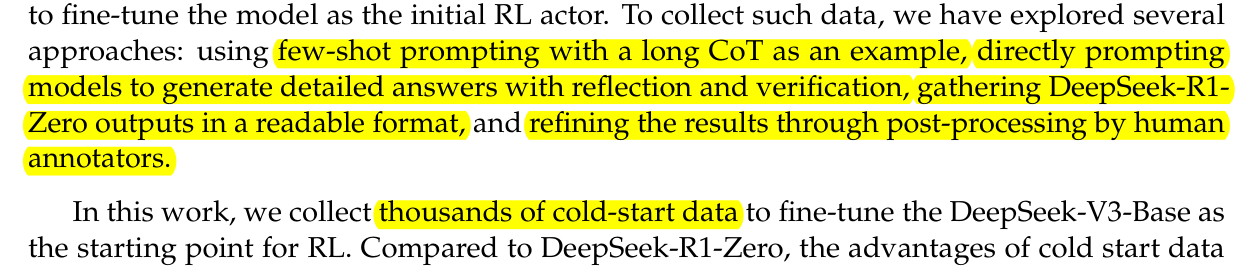 to fine-tune the model as the initial RL actor. To collect such data, we have explored several
approaches: using few-shot prompting with a long CoT as an example, directly prompting
models to generate detailed answers with reflection and verification, gathering DeepSeek-R1-
Zero outputs in a readable format, and refining the results through post-processing by human
annotators.
In this work, we collect thousands of cold-start data to fine-tune the DeepSeek-V3-Base as
the starting point for RL. Compared to DeepSeek-R1-Zero, the advantages of cold start data